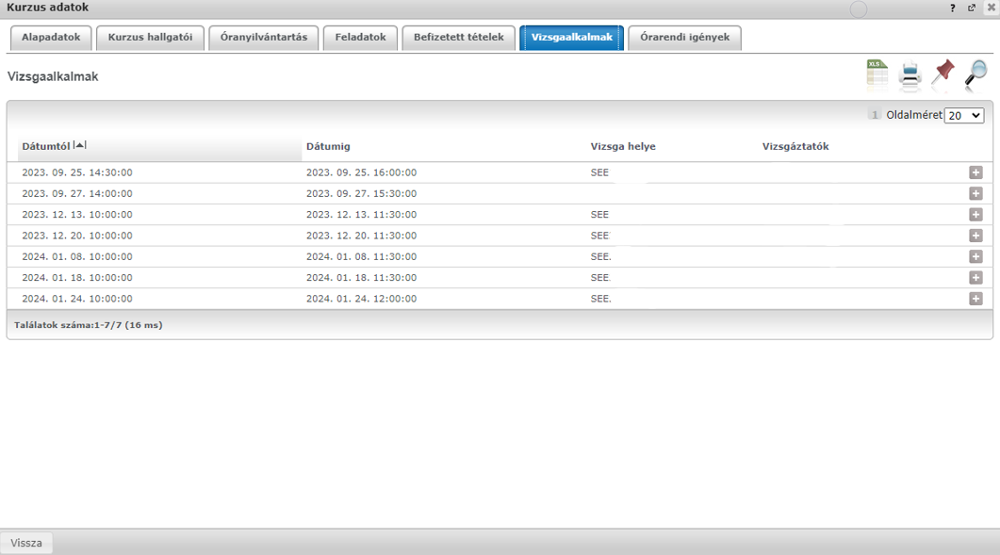 Kurzus adatok ?
Alapadatok Kurzus hallgatói Óranyilvántartás Feladatok Befizetett tételek Vizsgaalkalmak Órarendi igények
Vizsgaalkalmak XLS
1 Oldalméret 20
Dátumtól Dátumig Vizsga helye Vizsgáztatók
2023. 09. 25. 14:30:00 2023. 09. 25. 16:00:00 SEE
2023. 09. 27. 14:00:00 2023. 09. 27. 15:30:00
2023. 12. 13. 10:00:00 2023. 12. 13. 11:30:00 SEE
2023. 12. 20. 10:00:00 2023. 12. 20. 11:30:00 SEE
2024. 01. 08. 10:00:00 2024. 01. 08. 11:30:00 SEE.
2024. 01. 18. 10:00:00 2024. 01. 18. 11:30:00 SEE
2024. 01. 24. 10:00:00 2024. 01. 24. 12:00:00 SEE.
Találatok száma:1-7/7 (16 ms)
Vissza